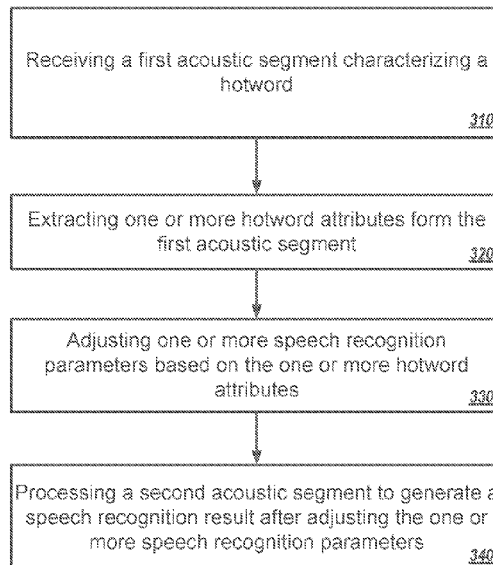 Receiving a first acoustic segment characterizing a
hotword
310
Extracting one or more hotword attributes form the
first acoustic segment
320
Adjusting one or more speech recognition
parameters based on the one or more hotword
attributes
330
Processing a second acoustic segment to generate a
speech recognition result after adjusting the one or
more speech recognition parameters
340